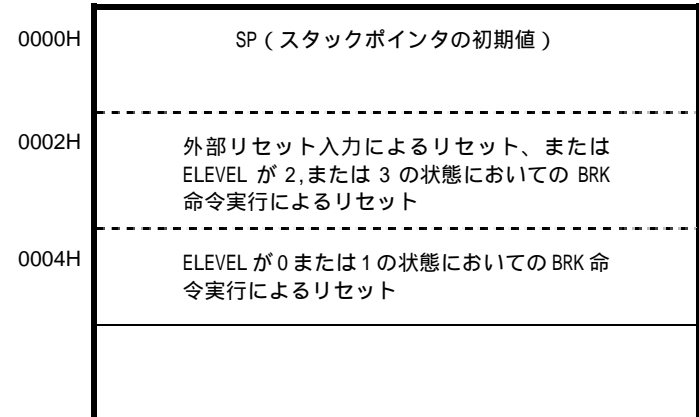 0000H
SP(スタックポインタの初期値)
0002H
外部リセット入力によるリセット、または
ELEVEL が 2,または 3 の状態においての BRK
命令実行によるリセット
0004H
ELEVEL が 0 または 1 の状態においての BRK 命
令実行によるリセット